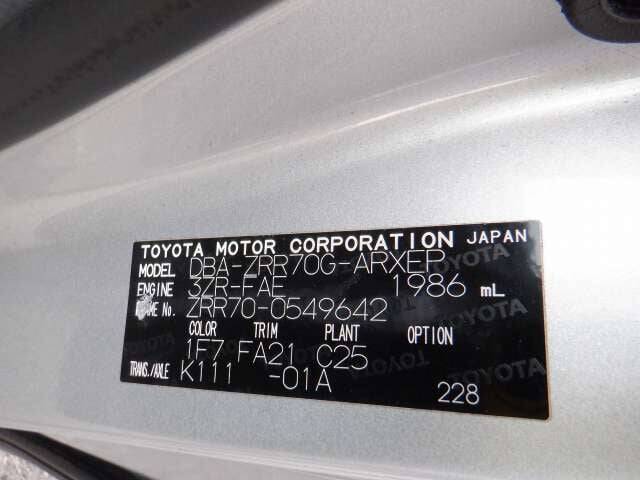 TOYOTA MOTOR CORPORATION JAPAN
MODEL DBA-ZRR70G-ARXEP
ENGINE 3ZR-FAE 1986 mL
No. ZRR70-0549642
COLOR TRIM PLANT OPTION
1F7 FA21 C25
TRANS./AXLE K111 -01A
228